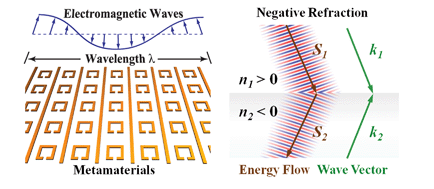 Electromagnetic Waves
Wavelength λ
Metamaterials
Negative Refraction
n1 > 0
S1
k1
n2 < 0
S2
k2
Energy Flow Wave Vector